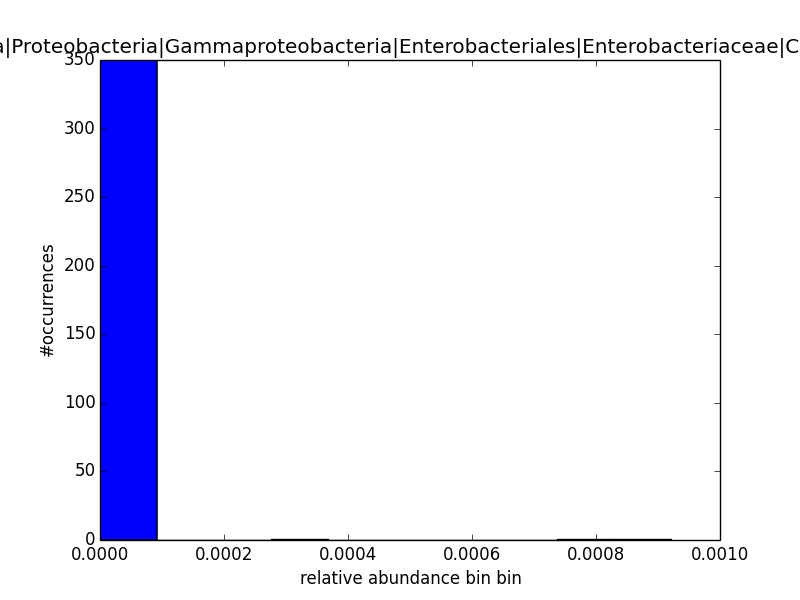 a|Proteobacteria|Gammaproteobacteria|Enterobacteriales|Enterobacteriaceae|C
350
300
250
200
150
100
50
0
#occurrences
0.0000 0.0002 0.0004 0.0006 0.0008 0.0010
relative abundance bin bin